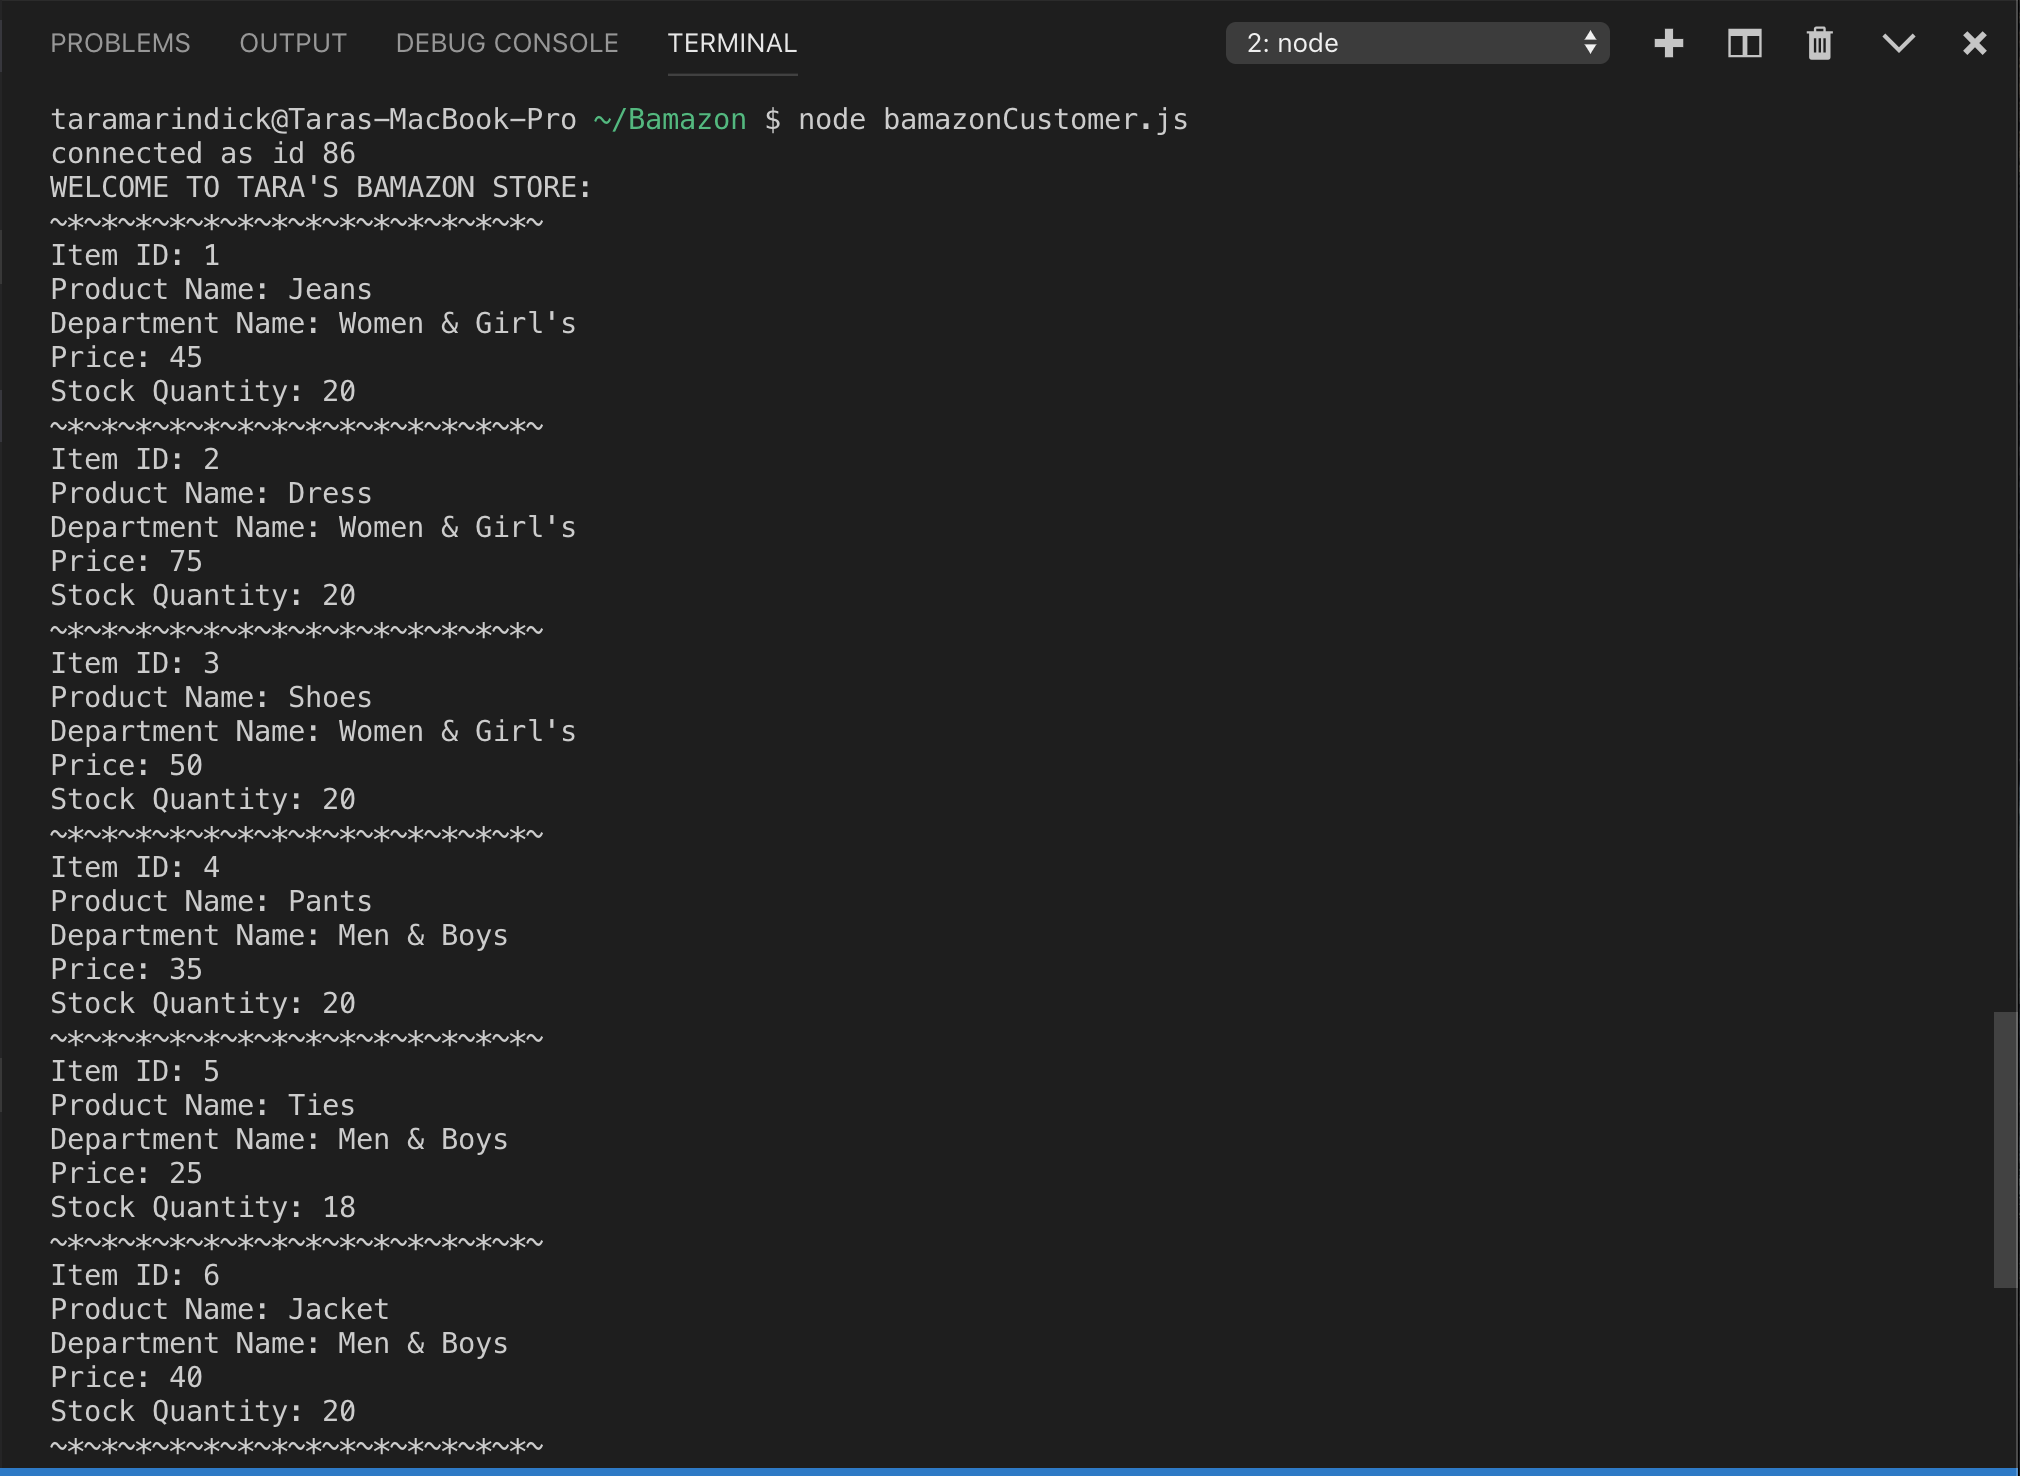 PROBLEMS OUTPUT DEBUG CONSOLE TERMINAL 2: node
taramarindick@Taras-MacBook-Pro ~/Bamazon $ node bamazonCustomer.js
connected as id 86
WELCOME TO TARA'S BAMAZON STORE:
~*~*~*~*~*~*~*~*~*~*~*~*~*~*~
Item ID: 1
Product Name: Jeans
Department Name: Women & Girl's
Price: 45
Stock Quantity: 20
~*~*~*~*~*~*~*~*~*~*~*~*~*~*~
Item ID: 2
Product Name: Dress
Department Name: Women & Girl's
Price: 75
Stock Quantity: 20
~*~*~*~*~*~*~*~*~*~*~*~*~*~*~
Item ID: 3
Product Name: Shoes
Department Name: Women & Girl's
Price: 50
Stock Quantity: 20
~*~*~*~*~*~*~*~*~*~*~*~*~*~*~
Item ID: 4
Product Name: Pants
Department Name: Men & Boys
Price: 35
Stock Quantity: 20
~*~*~*~*~*~*~*~*~*~*~*~*~*~*~
Item ID: 5
Product Name: Ties
Department Name: Men & Boys
Price: 25
Stock Quantity: 18
~*~*~*~*~*~*~*~*~*~*~*~*~*~*~
Item ID: 6
Product Name: Jacket
Department Name: Men & Boys
Price: 40
Stock Quantity: 20
~*~*~*~*~*~*~*~*~*~*~*~*~*~*~